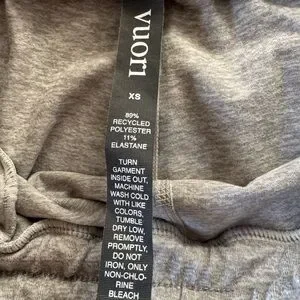 vuori
XS
89%
RECYCLED
POLYESTER
11%
ELASTANE
TURN
GARMENT
INSIDE OUT,
MACHINE
WASH COLD
WITH LIKE
COLORS.
TUMBLE
DRY LOW,
REMOVE
PROMPTLY,
DO NOT
IRON, ONLY
NON-CHLO-
RINE
BLEACH